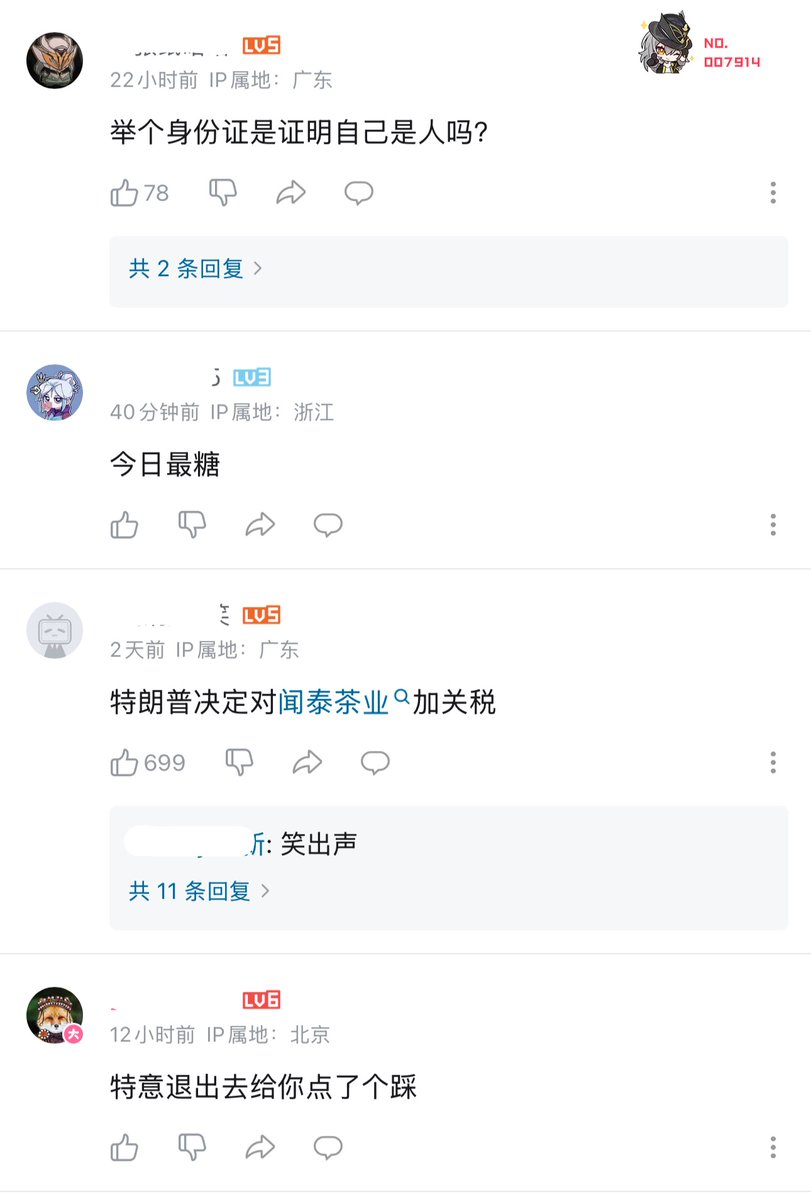 LV5
NO.
007914
22小时前 IP属地：广东
举个身份证是证明自己是人吗?
78
共 2 条回复
LV3
40分钟前 IP属地：浙江
今日最糖
LV5
2天前 IP属地：广东
特朗普决定对闻泰茶业加关税
699
新: 笑出声
共 11 条回复
LV6
大
12小时前 IP属地：北京
特意退出去给你点了个踩